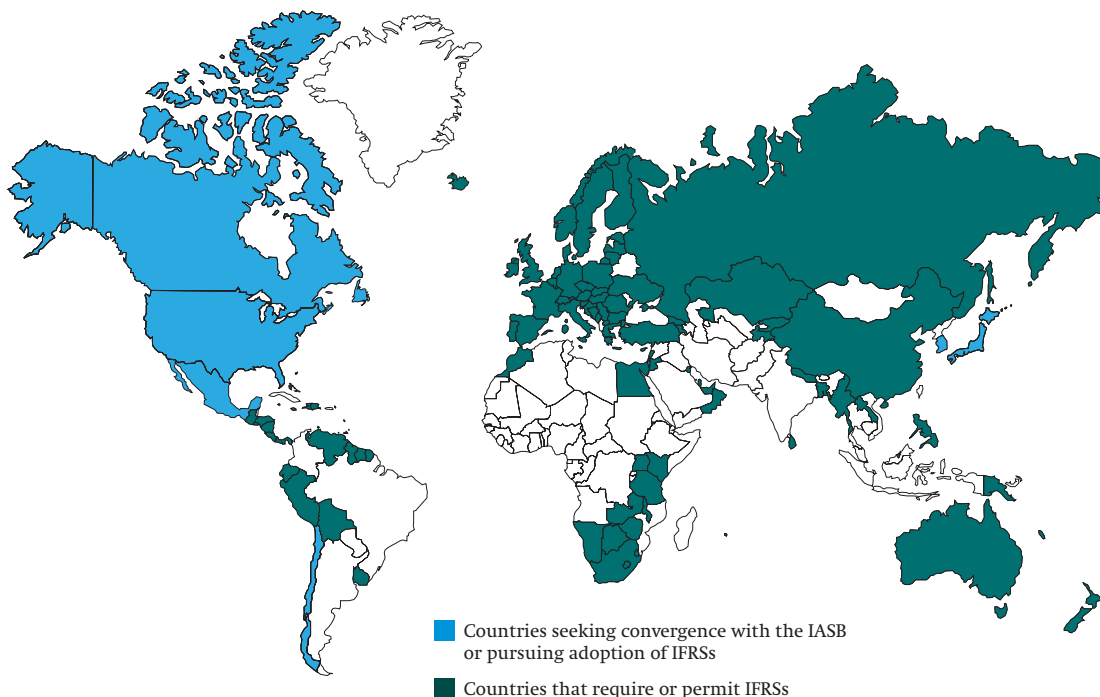 Countries seeking convergence with the IASB
or pursuing adoption of IFRSs
Countries that require or permit IFRSs